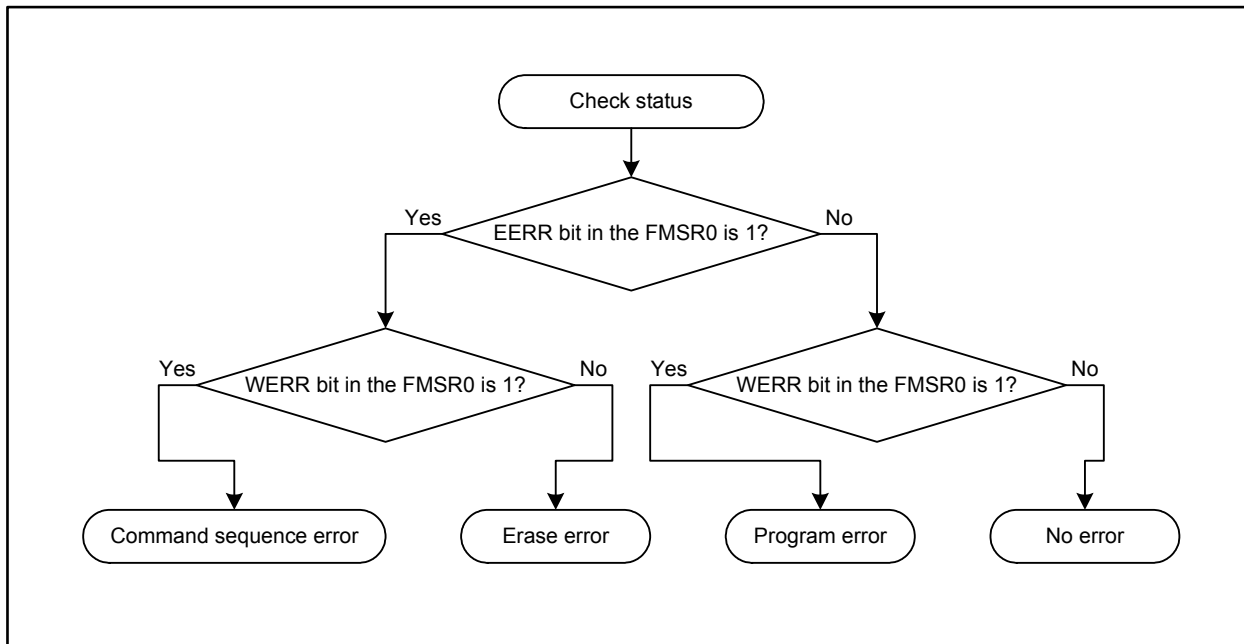 Check status
Yes
No
EERR bit in the FMSR0 is 1?
Yes
No
Yes
No
WERR bit in the FMSR0 is 1?
WERR bit in the FMSR0 is 1?
Command sequence error
Erase error
Program error
No error